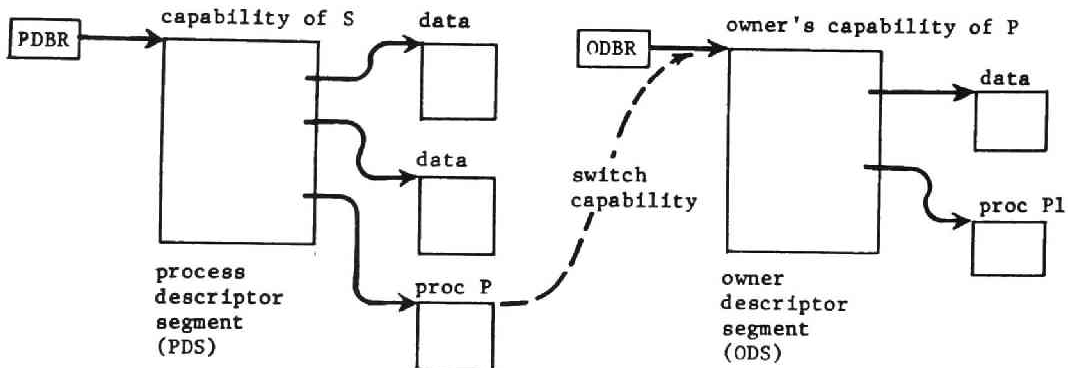 capability of S
data
PDBR
ODBR
owner's capability of P
data
data
switch
capability
proc P1
process
descriptor
segment
(PDS)
proc P
owner
descriptor
segment
(ODS)